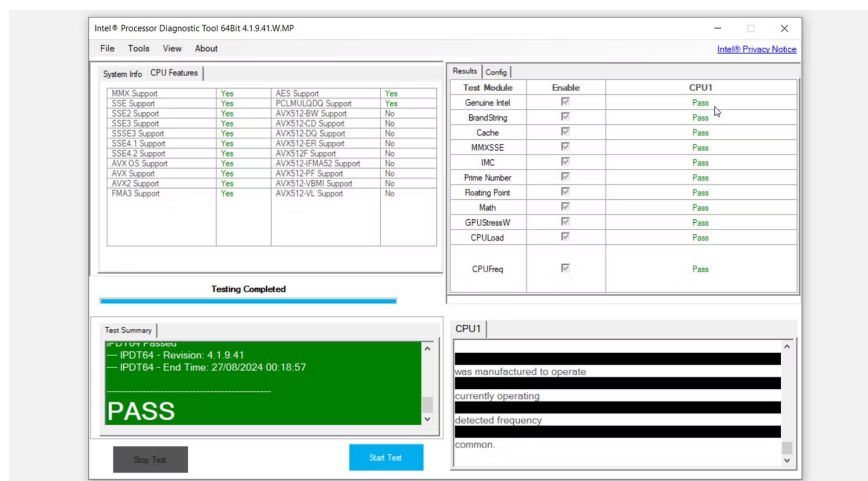 Intel® Processor Diagnostic Tool 64Bit 4.1.9.41.W.MP
File Tools View About
Intel® Privacy Notice
System Info CPU Features
MMX Support Yes AES Support Yes
SSE Support Yes PCLMULQDQ Support Yes
SSE2 Support Yes AVX512-BW Support No
SSE3 Support Yes AVX512-CD Support No
SSSE3 Support Yes AVX512-DQ Support No
SSE4.1 Support Yes AVX512-ER Support No
SSE4.2 Support Yes AVX512F Support No
AVX OS Support Yes AVX512-IFMA52 Support No
AVX Support Yes AVX512-PF Support No
AVX2 Support Yes AVX512-VBMI Support No
FMA3 Support Yes AVX512-VL Support No
Results Config
Test Module Enable CPU1
Genuine Intel Pass
BrandString Pass
Cache Pass
MMXSSE Pass
IMC Pass
Prime Number Pass
Floating Point Pass
Math Pass
GPUStressW Pass
CPULoad Pass
CPUFreq Pass
Testing Completed
Test Summary
IPDT64 Passed
--- IPDT64 - Revision: 4.1.9.41
--- IPDT64 - End Time: 27/08/2024 00:18:57
----------------------------------------
PASS
Stop Test
Start Test
CPU1
was manufactured to operate
currently operating
detected frequency
common.